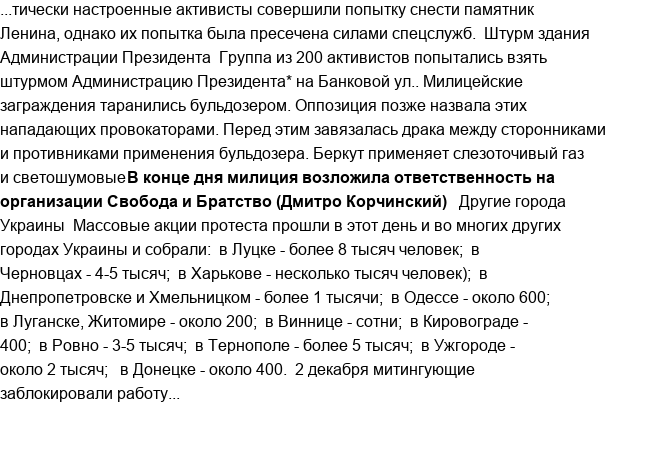 ...тически настроенные активисты совершили попытку снести памятник
Ленина, однако их попытка была пресечена силами спецслужб.  Штурм здания
Администрации Президента  Группа из 200 активистов попытались взять
штурмом Администрацию Президента* на Банковой ул.. Милицейские
заграждения таранились бульдозером. Оппозиция позже назвала этих
нападающих провокаторами. Перед этим завязалась драка между сторонниками
и противниками применения бульдозера. Беркут применяет слезоточивый газ
и светошумовыеВ конце дня милиция возложила ответственность на
организации Свобода и Братство (Дмитро Корчинский)   Другие города
Украины  Массовые акции протеста прошли в этот день и во многих других
городах Украины и собрали:  в Луцке - более 8 тысяч человек;  в
Черновцах - 4-5 тысяч;  в Харькове - несколько тысяч человек);  в
Днепропетровске и Хмельницком - более 1 тысячи;  в Одессе - около 600;
в Луганске, Житомире - около 200;  в Виннице - сотни;  в Кировограде -
400;  в Ровно - 3-5 тысяч;  в Тернополе - более 5 тысяч;  в Ужгороде -
около 2 тысяч;   в Донецке - около 400.  2 декабря митингующие
заблокировали работу...